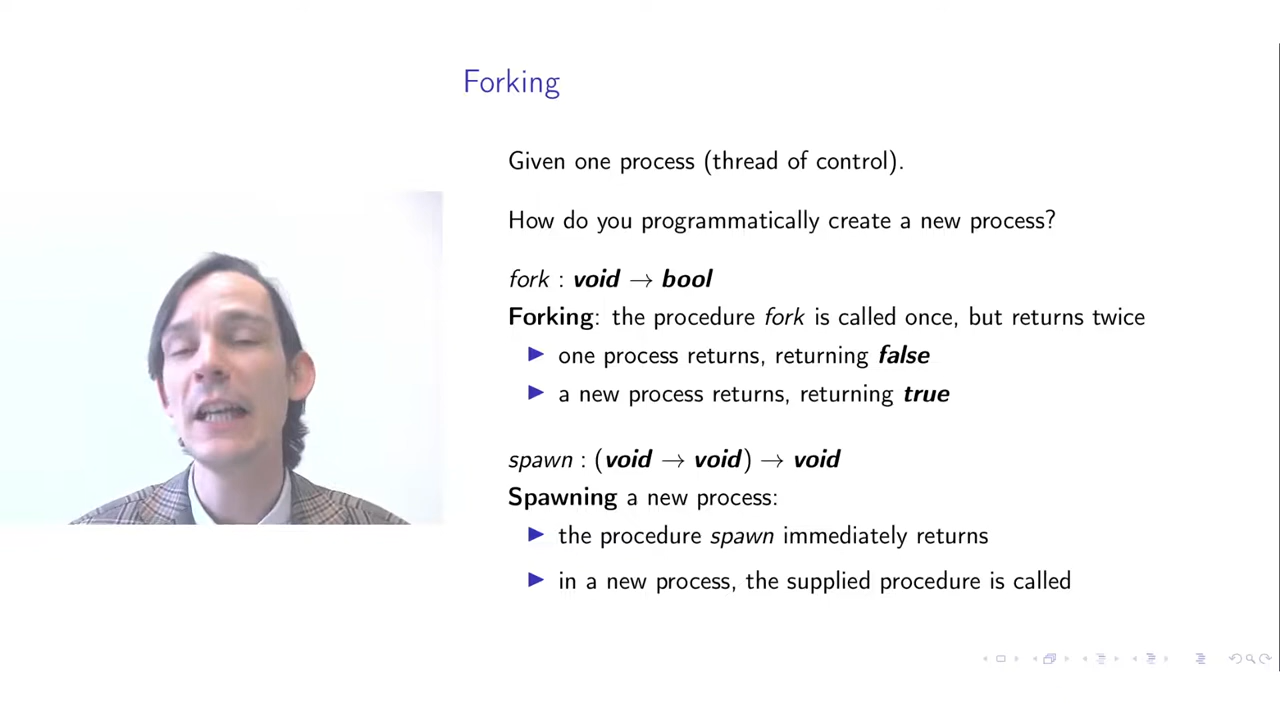 Forking
Given one process (thread of control).
How do you programmatically create a new process?
fork : void → bool
Forking: the procedure fork is called once, but returns twice
▶ one process returns, returning false
▶ a new process returns, returning true
spawn : (void → void) → void
Spawning a new process:
▶ the procedure spawn immediately returns
▶ in a new process, the supplied procedure is called